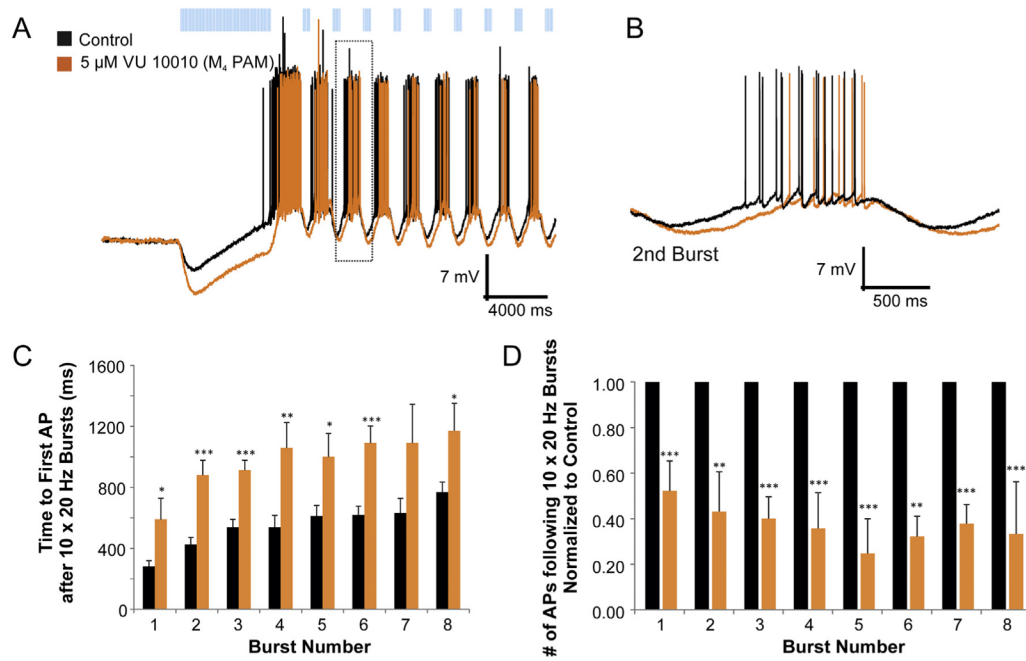 A
Control
5 µM VU 10010 (M₄ PAM)
7 mV
4000 ms
B
2nd Burst
7 mV
500 ms
C
Time to First AP
after 10 x 20 Hz Bursts (ms)
1600
1200
800
400
0
* *** *** ** * *** *
1 2 3 4 5 6 7 8
Burst Number
D
# of APs following 10 x 20 Hz Bursts
Normalized to Control
1.00
0.80
0.60
0.40
0.20
0.00
*** ** *** *** *** ** *** ***
1 2 3 4 5 6 7 8
Burst Number